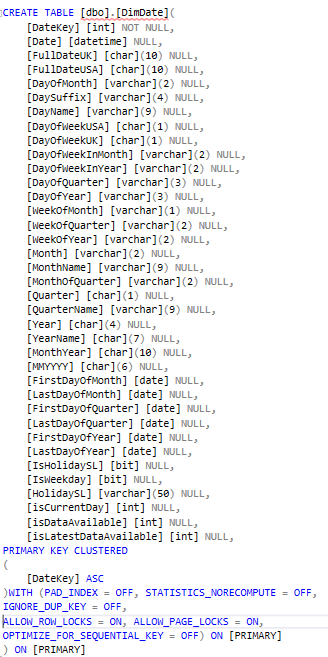 CREATE TABLE [dbo].[DimDate](
[DateKey] [int] NOT NULL,
[Date] [datetime] NULL,
[FullDateUK] [char](10) NULL,
[FullDateUSA] [char](10) NULL,
[DayOfMonth] [varchar](2) NULL,
[DaySuffix] [varchar](4) NULL,
[DayName] [varchar](9) NULL,
[DayOfWeekUSA] [char](1) NULL,
[DayOfWeekUK] [char](1) NULL,
[DayOfWeekInMonth] [varchar](2) NULL,
[DayOfWeekInYear] [varchar](2) NULL,
[DayOfQuarter] [varchar](3) NULL,
[DayOfYear] [varchar](3) NULL,
[WeekOfMonth] [varchar](1) NULL,
[WeekOfQuarter] [varchar](2) NULL,
[WeekOfYear] [varchar](2) NULL,
[Month] [varchar](2) NULL,
[MonthName] [varchar](9) NULL,
[MonthOfQuarter] [varchar](2) NULL,
[Quarter] [char](1) NULL,
[QuarterName] [varchar](9) NULL,
[Year] [char](4) NULL,
[YearName] [char](7) NULL,
[MonthYear] [char](10) NULL,
[MMYYYY] [char](6) NULL,
[FirstDayOfMonth] [date] NULL,
[LastDayOfMonth] [date] NULL,
[FirstDayOfQuarter] [date] NULL,
[LastDayOfQuarter] [date] NULL,
[FirstDayOfYear] [date] NULL,
[LastDayOfYear] [date] NULL,
[IsHolidaySL] [bit] NULL,
[IsWeekday] [bit] NULL,
[HolidaySL] [varchar](50) NULL,
[isCurrentDay] [int] NULL,
[isDataAvailable] [int] NULL,
[isLatestDataAvailable] [int] NULL,
PRIMARY KEY CLUSTERED
(
[DateKey] ASC
)WITH (PAD_INDEX = OFF, STATISTICS_NORECOMPUTE = OFF,
IGNORE_DUP_KEY = OFF,
ALLOW_ROW_LOCKS = ON, ALLOW_PAGE_LOCKS = ON,
OPTIMIZE_FOR_SEQUENTIAL_KEY = OFF) ON [PRIMARY]
) ON [PRIMARY]